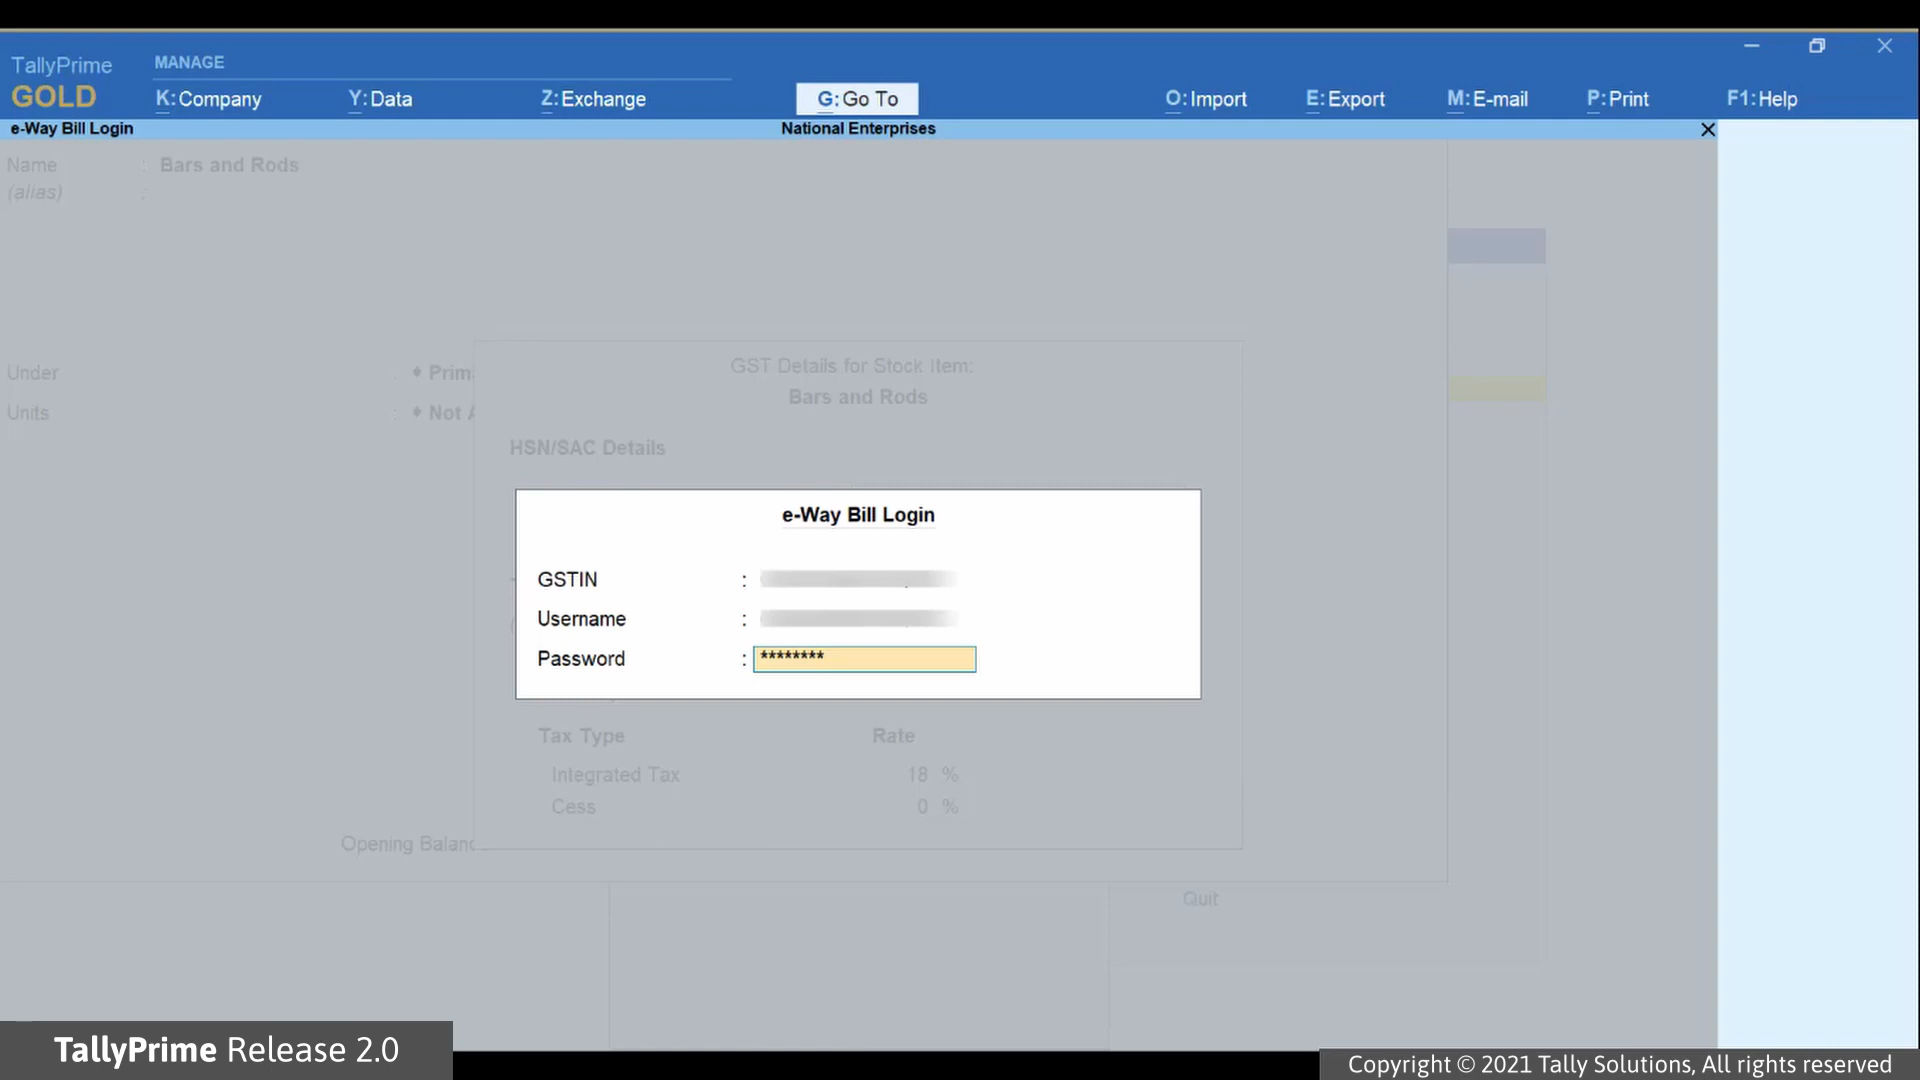 TallyPrime
GOLD
MANAGE
K:Company
Y:Data
Z:Exchange
G:Go To
O:Import
E:Export
M:E-mail
P:Print
F1:Help
e-Way Bill Login
National Enterprises
Name : Bars and Rods
(alias) :
Under : ♦
Units : ♦ Not
GST Details for Stock Item:
Bars and Rods
HSN/SAC Details
e-Way Bill Login
GSTIN :
Username :
Password : ********
Tax Type Rate
Integrated Tax 18 %
Cess 0 %
Opening
Quit
TallyPrime Release 2.0
Copyright © 2021 Tally Solutions, All rights reserved